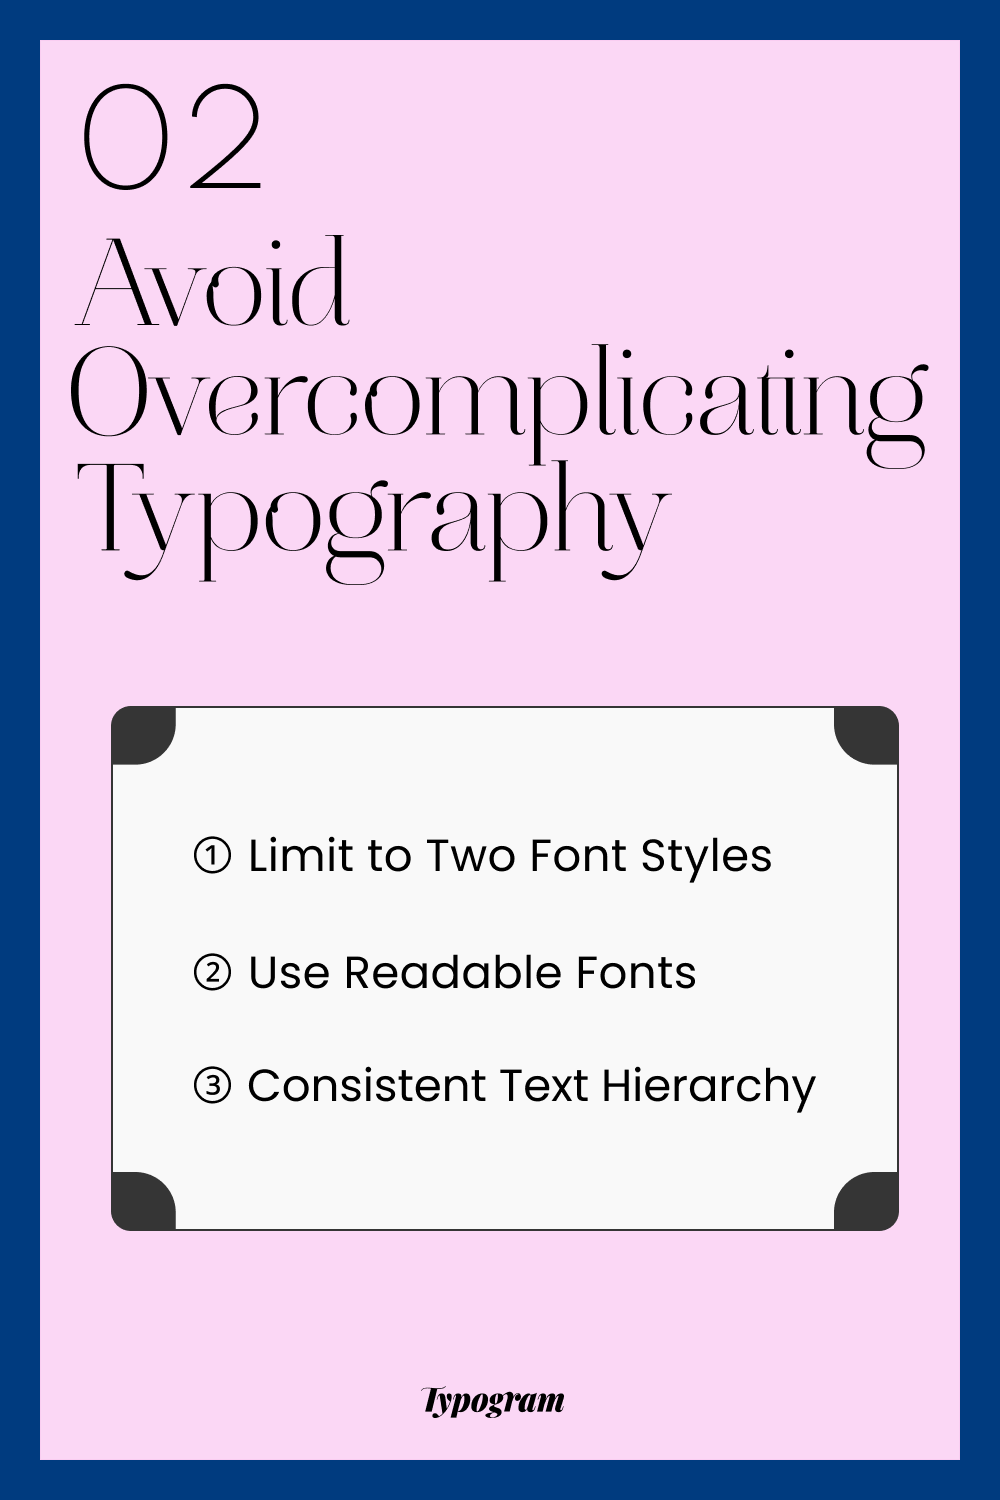 02
Avoid
Overcomplicating
Typography
① Limit to Two Font Styles
② Use Readable Fonts
③ Consistent Text Hierarchy
Typogram